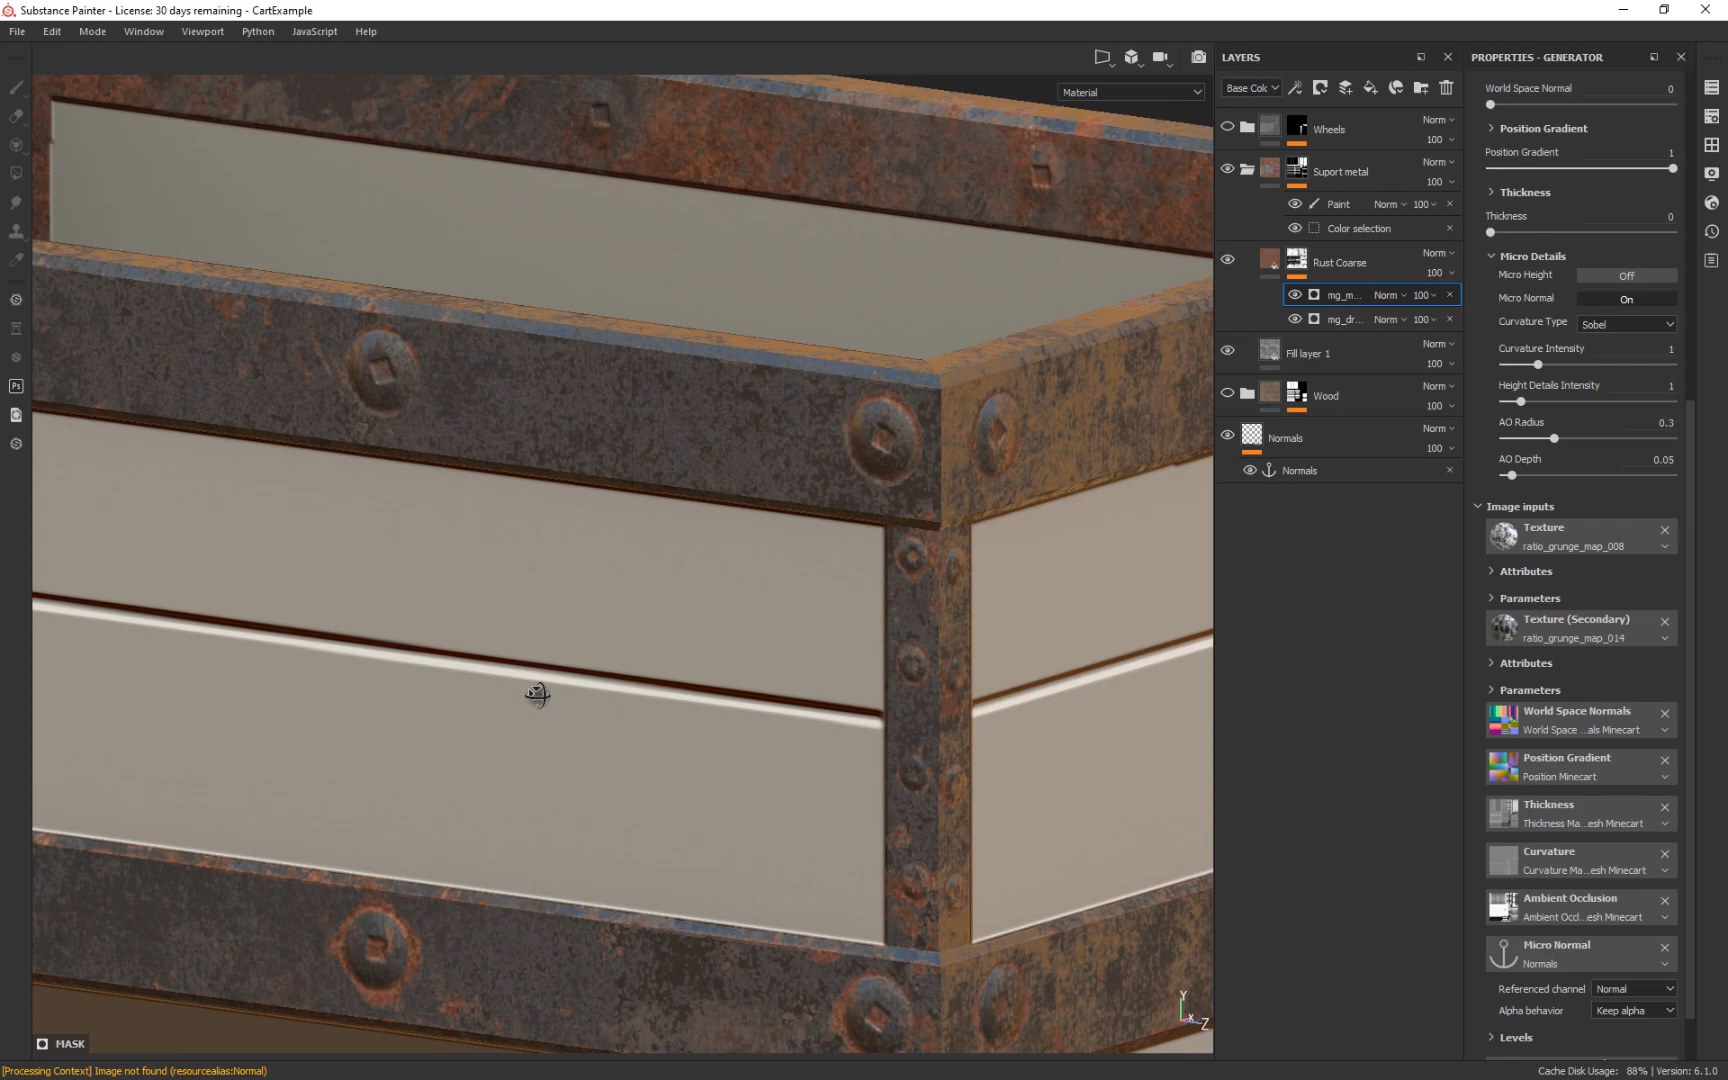 Substance Painter - License: 30 days remaining - CartExample
File Edit Mode Window Viewport Python JavaScript Help
Material
Ps
Y
X
Z
MASK
LAYERS
Base Col
Wheels
Norm
100
Suport metal
Norm
100
Paint Norm 100
Color selection
Rust Coarse
Norm
100
mg_m... Norm 100
mg_dr... Norm 100
Fill layer 1
Norm
100
Wood
Norm
100
Normals
Norm
100
Normals
PROPERTIES - GENERATOR
World Space Normal 0
Position Gradient
Position Gradient 1
Thickness
Thickness 0
Micro Details
Micro Height Off
Micro Normal On
Curvature Type Sobel
Curvature Intensity 1
Height Details Intensity 1
AO Radius 0.3
AO Depth 0.05
Image inputs
Texture
ratio_grunge_map_008
Attributes
Parameters
Texture (Secondary)
ratio_grunge_map_014
Attributes
Parameters
World Space Normals
World Space ...als Minecart
Position Gradient
Position Minecart
Thickness
Thickness Ma...esh Minecart
Curvature
Curvature Ma...esh Minecart
Ambient Occlusion
Ambient Occl...esh Minecart
Micro Normal
Normals
Referenced channel Normal
Alpha behavior Keep alpha
Levels
[Processing Context] Image not found (resourcealias:Normal)
Cache Disk Usage: 88% | Version: 6.1.0